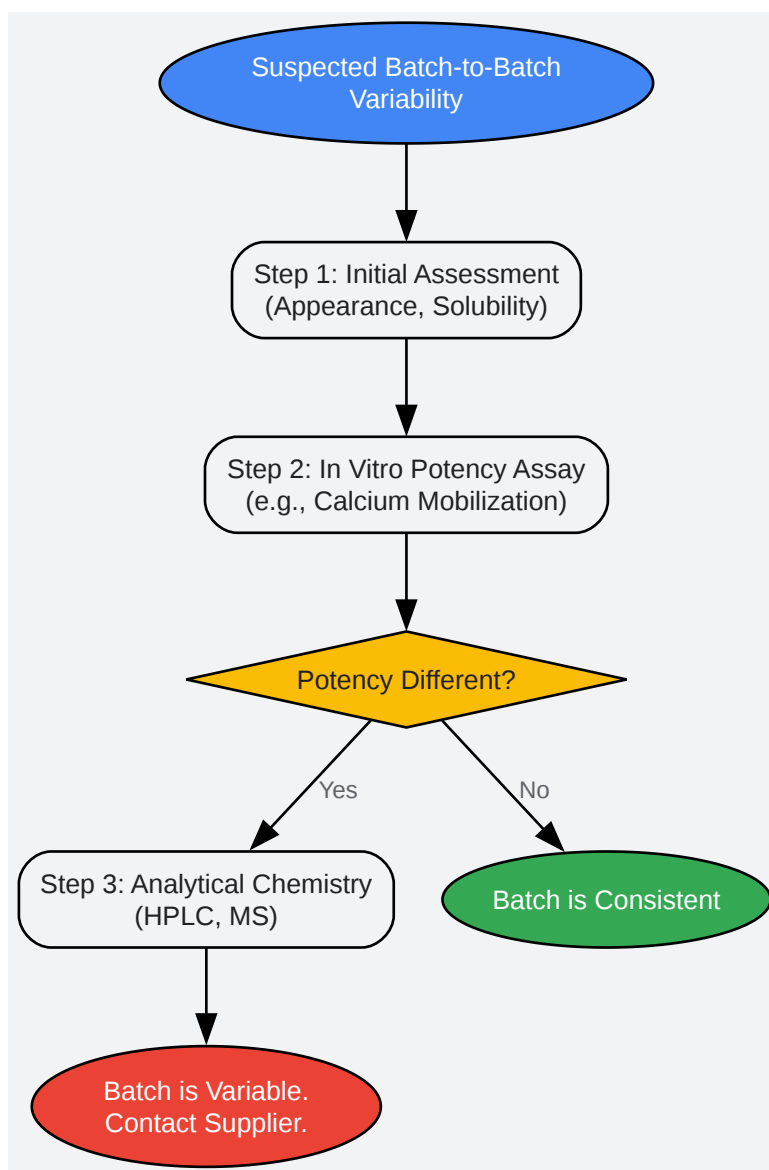 Suspected Batch-to-Batch
Variability
Step 1: Initial Assessment
(Appearance, Solubility)
Step 2: In Vitro Potency Assay
(e.g., Calcium Mobilization)
Potency Different?
Yes
No
Step 3: Analytical Chemistry
(HPLC, MS)
Batch is Consistent
Batch is Variable.
Contact Supplier.